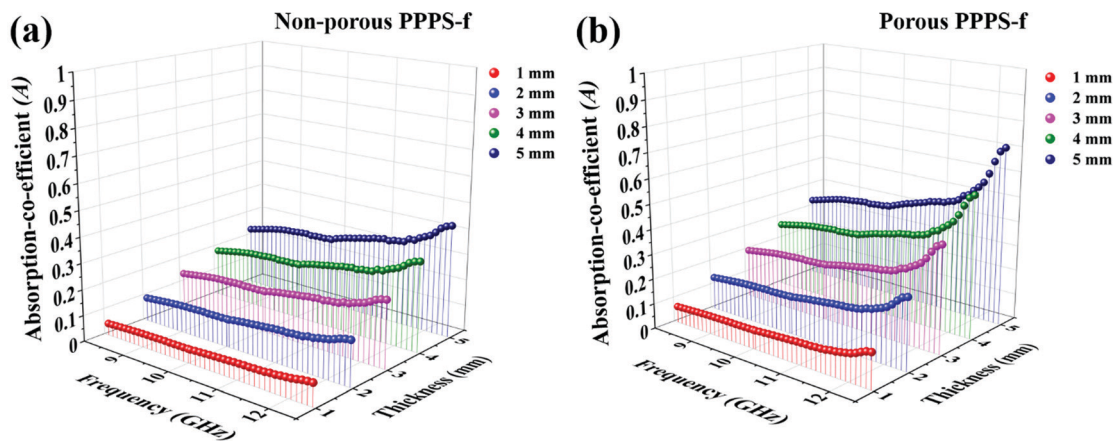 (a)
Non-porous PPPS-f
Absorption-co-efficient (A)
1
0.9
0.8
0.7
0.6
0.5
0.4
0.3
0.2
0.1
0
9
10
11
12
Frequency (GHz)
1
2
3
4
5
Thickness (mm)
1 mm
2 mm
3 mm
4 mm
5 mm
(b)
Porous PPPS-f
Absorption-co-efficient (A)
1
0.9
0.8
0.7
0.6
0.5
0.4
0.3
0.2
0.1
0
9
10
11
12
Frequency (GHz)
1
2
3
4
5
Thickness (mm)
1 mm
2 mm
3 mm
4 mm
5 mm